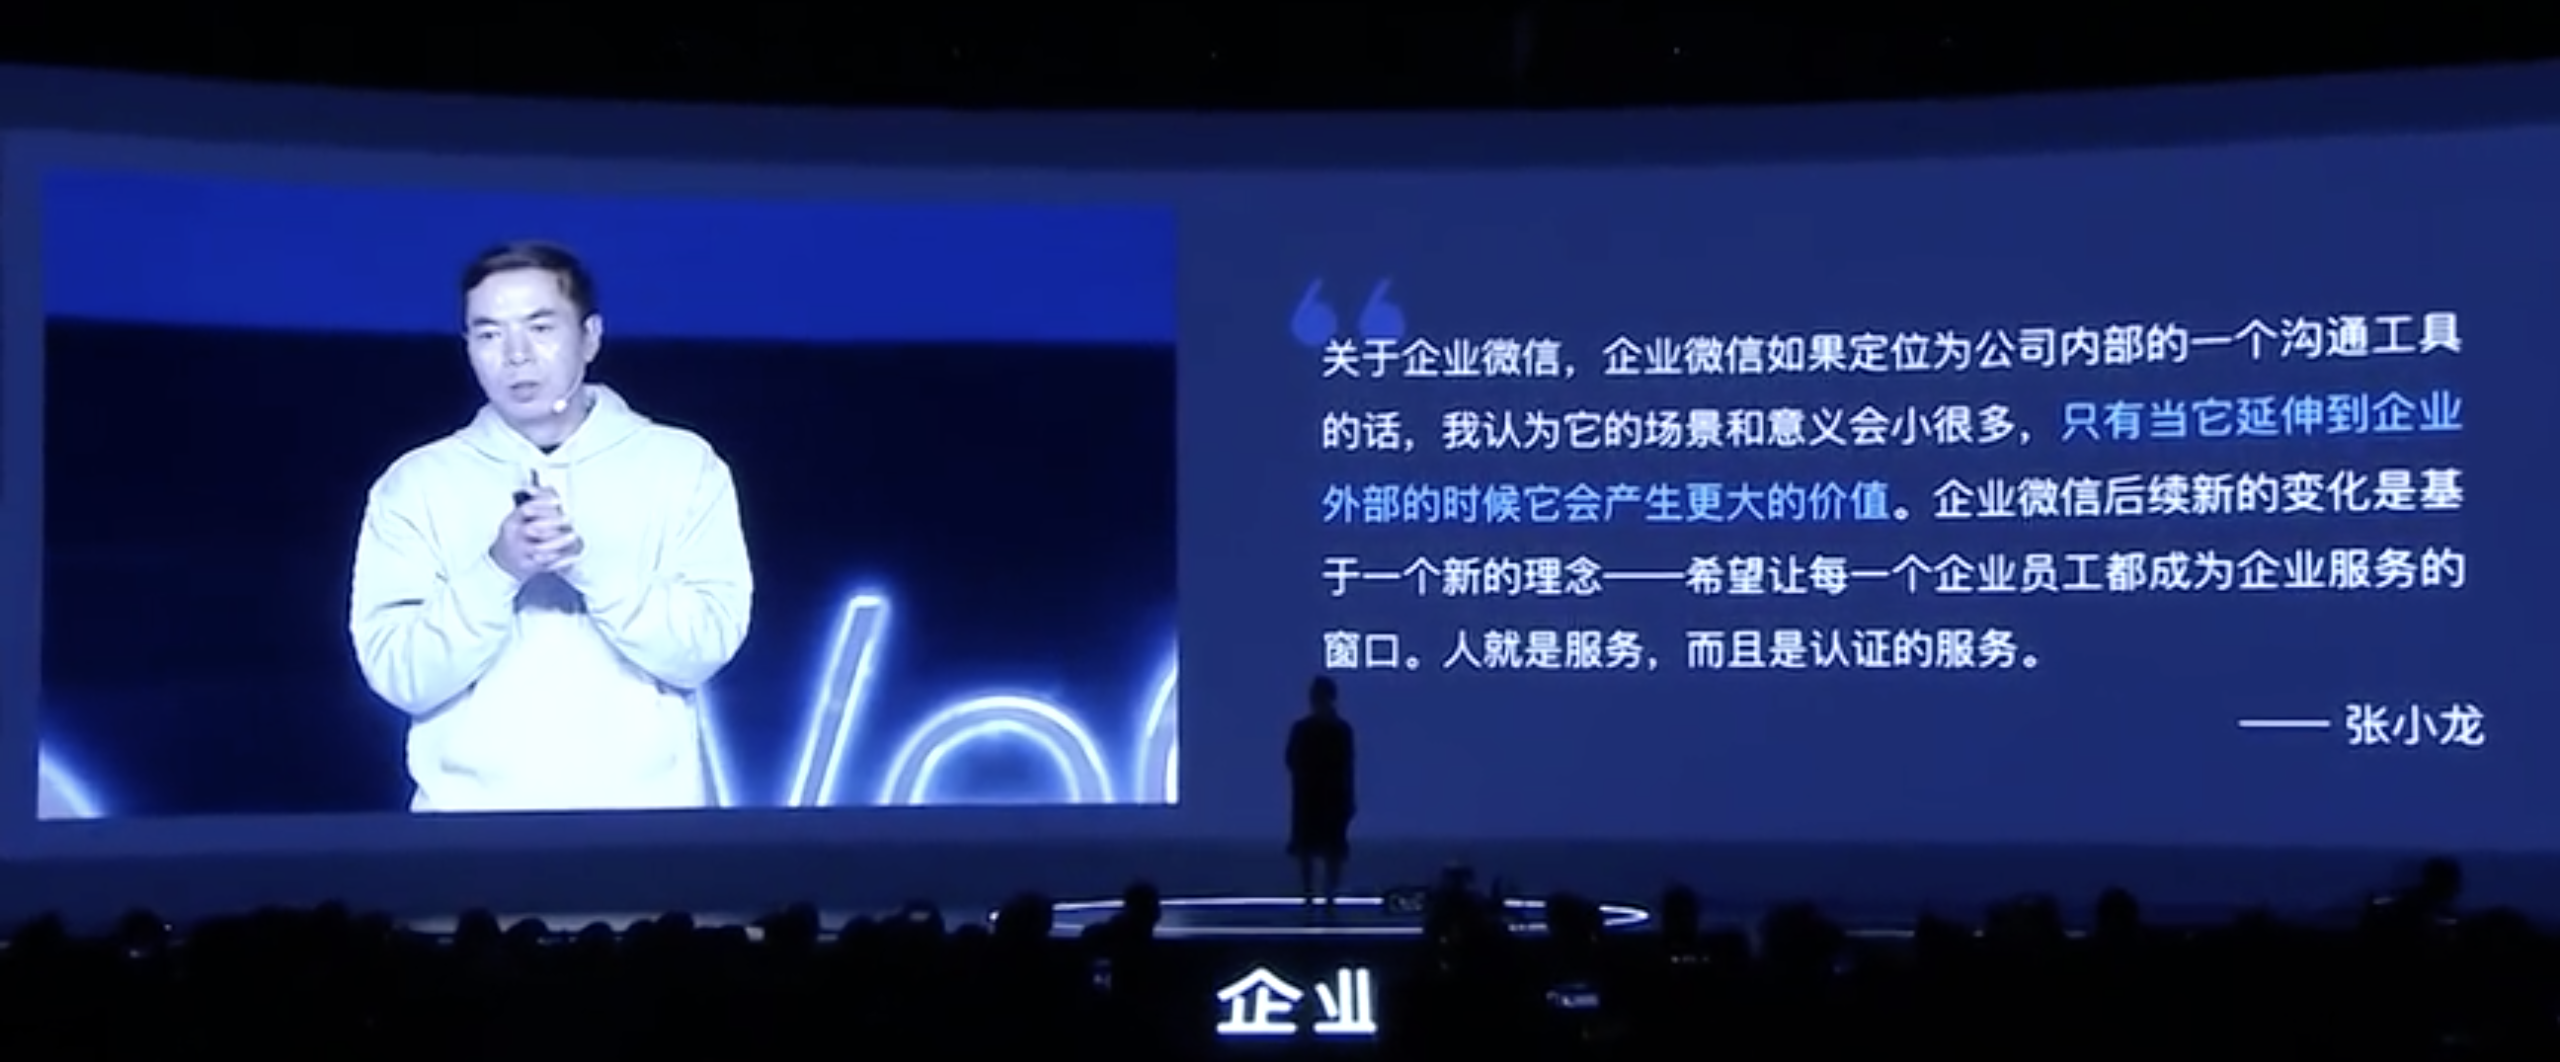 关于企业微信，企业微信如果定位为公司内部的一个沟通工具
的话，我认为它的场景和意义会小很多，只有当它延伸到企业
外部的时候它会产生更大的价值。企业微信后续新的变化是基
于一个新的理念——希望让每一个企业员工都成为企业服务的
窗口。人就是服务，而且是认证的服务。
—— 张小龙
企业